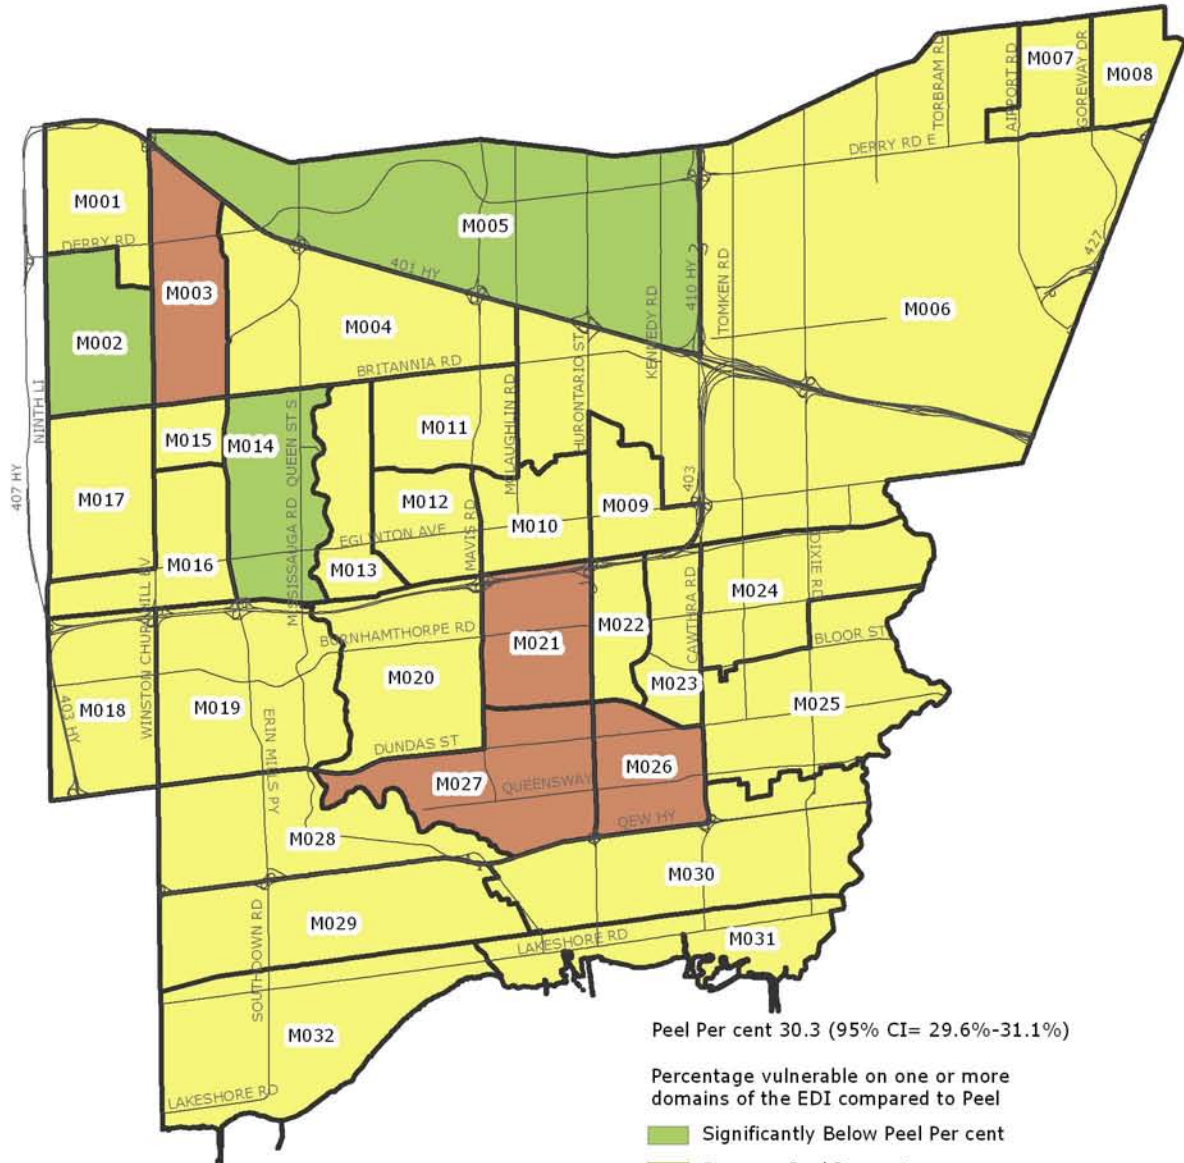 TORBRAM RD
AIRPORT RD
M007
GOREWAY DR
M008
DERRY RD E
M001
DERRY RD
M005
M003
401 HY
410 HY
TOMKEN RD
427
M002
M004
KENNEDY RD
M006
BRITANNIA RD
HURONTARIO ST
NINTH LI
M015
M014
MISSISSAUGA RD
QUEEN ST S
M011
MCLAUGHLIN RD
407 HY
M017
M012
MAVIS RD
M010
M009
403
EGLINTON AVE
M016
M013
WINSTON CHURCHILL BV
BURNHAMTHORPE RD
M021
M022
CAWTHRA RD
M024
DIXIE RD
BLOOR ST
M020
M023
403 HY
M018
M019
ERIN MILLS PY
M025
DUNDAS ST
M027
QUEENSWAY
M026
QEW HY
M028
M030
SOUTHDOWN RD
M029
LAKESHORE RD
M031
M032
LAKESHORE RD
Peel Per cent 30.3 (95% CI= 29.6%-31.1%)
Percentage vulnerable on one or more
domains of the EDI compared to Peel
Significantly Below Peel Per cent